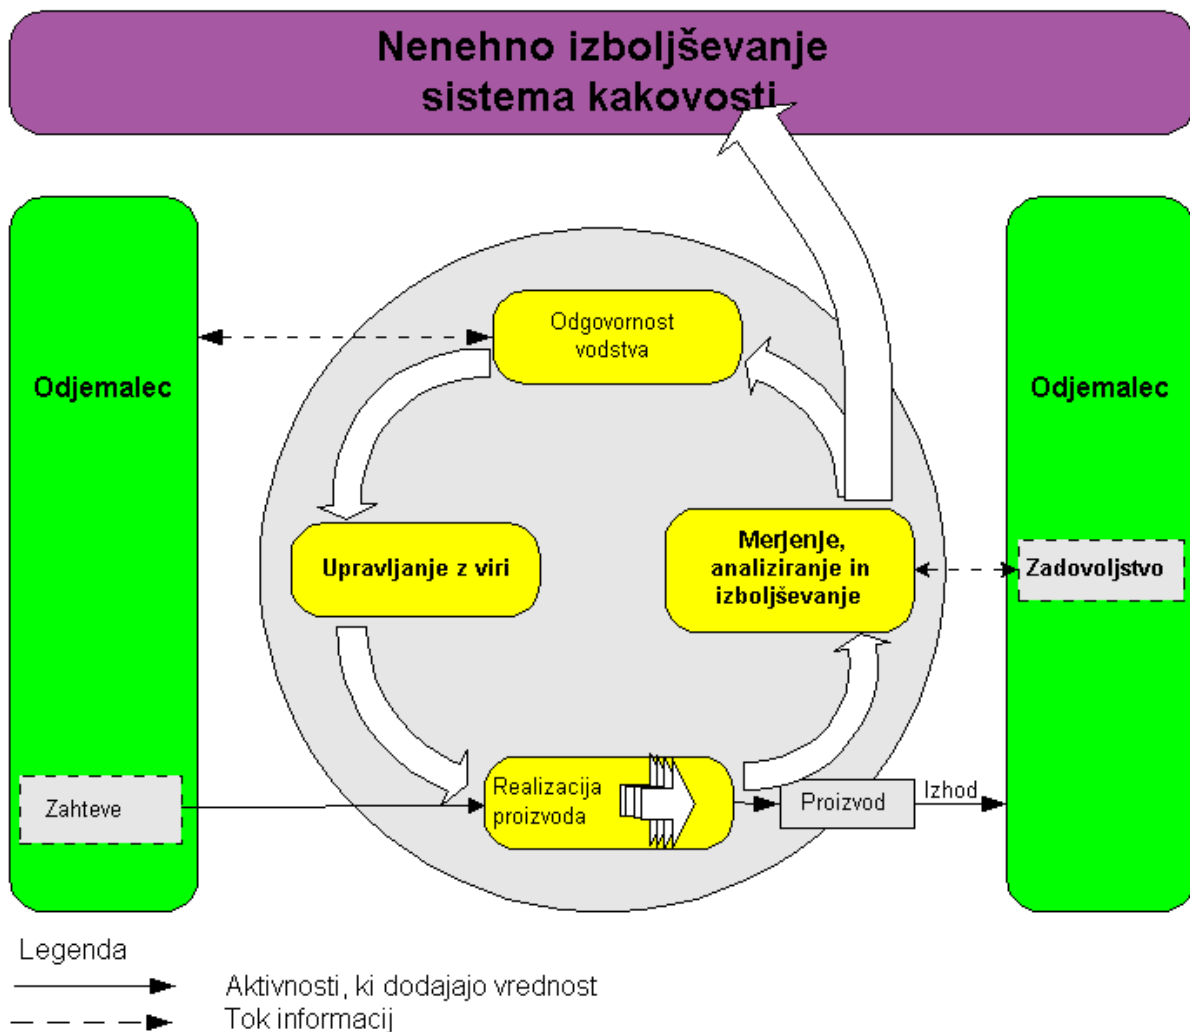 Nenehno izboljševanje
sistema kakovosti
Odgovornost
vodstva
Odjemalec
Odjemalec
Upravljanje z viri
Merjenje,
analiziranje in
izboljševanje
Zadovoljstvo
Zahteve
Realizacija
proizvoda
Proizvod
Izhod
Legenda
Aktivnosti, ki dodajajo vrednost
Tok informacij